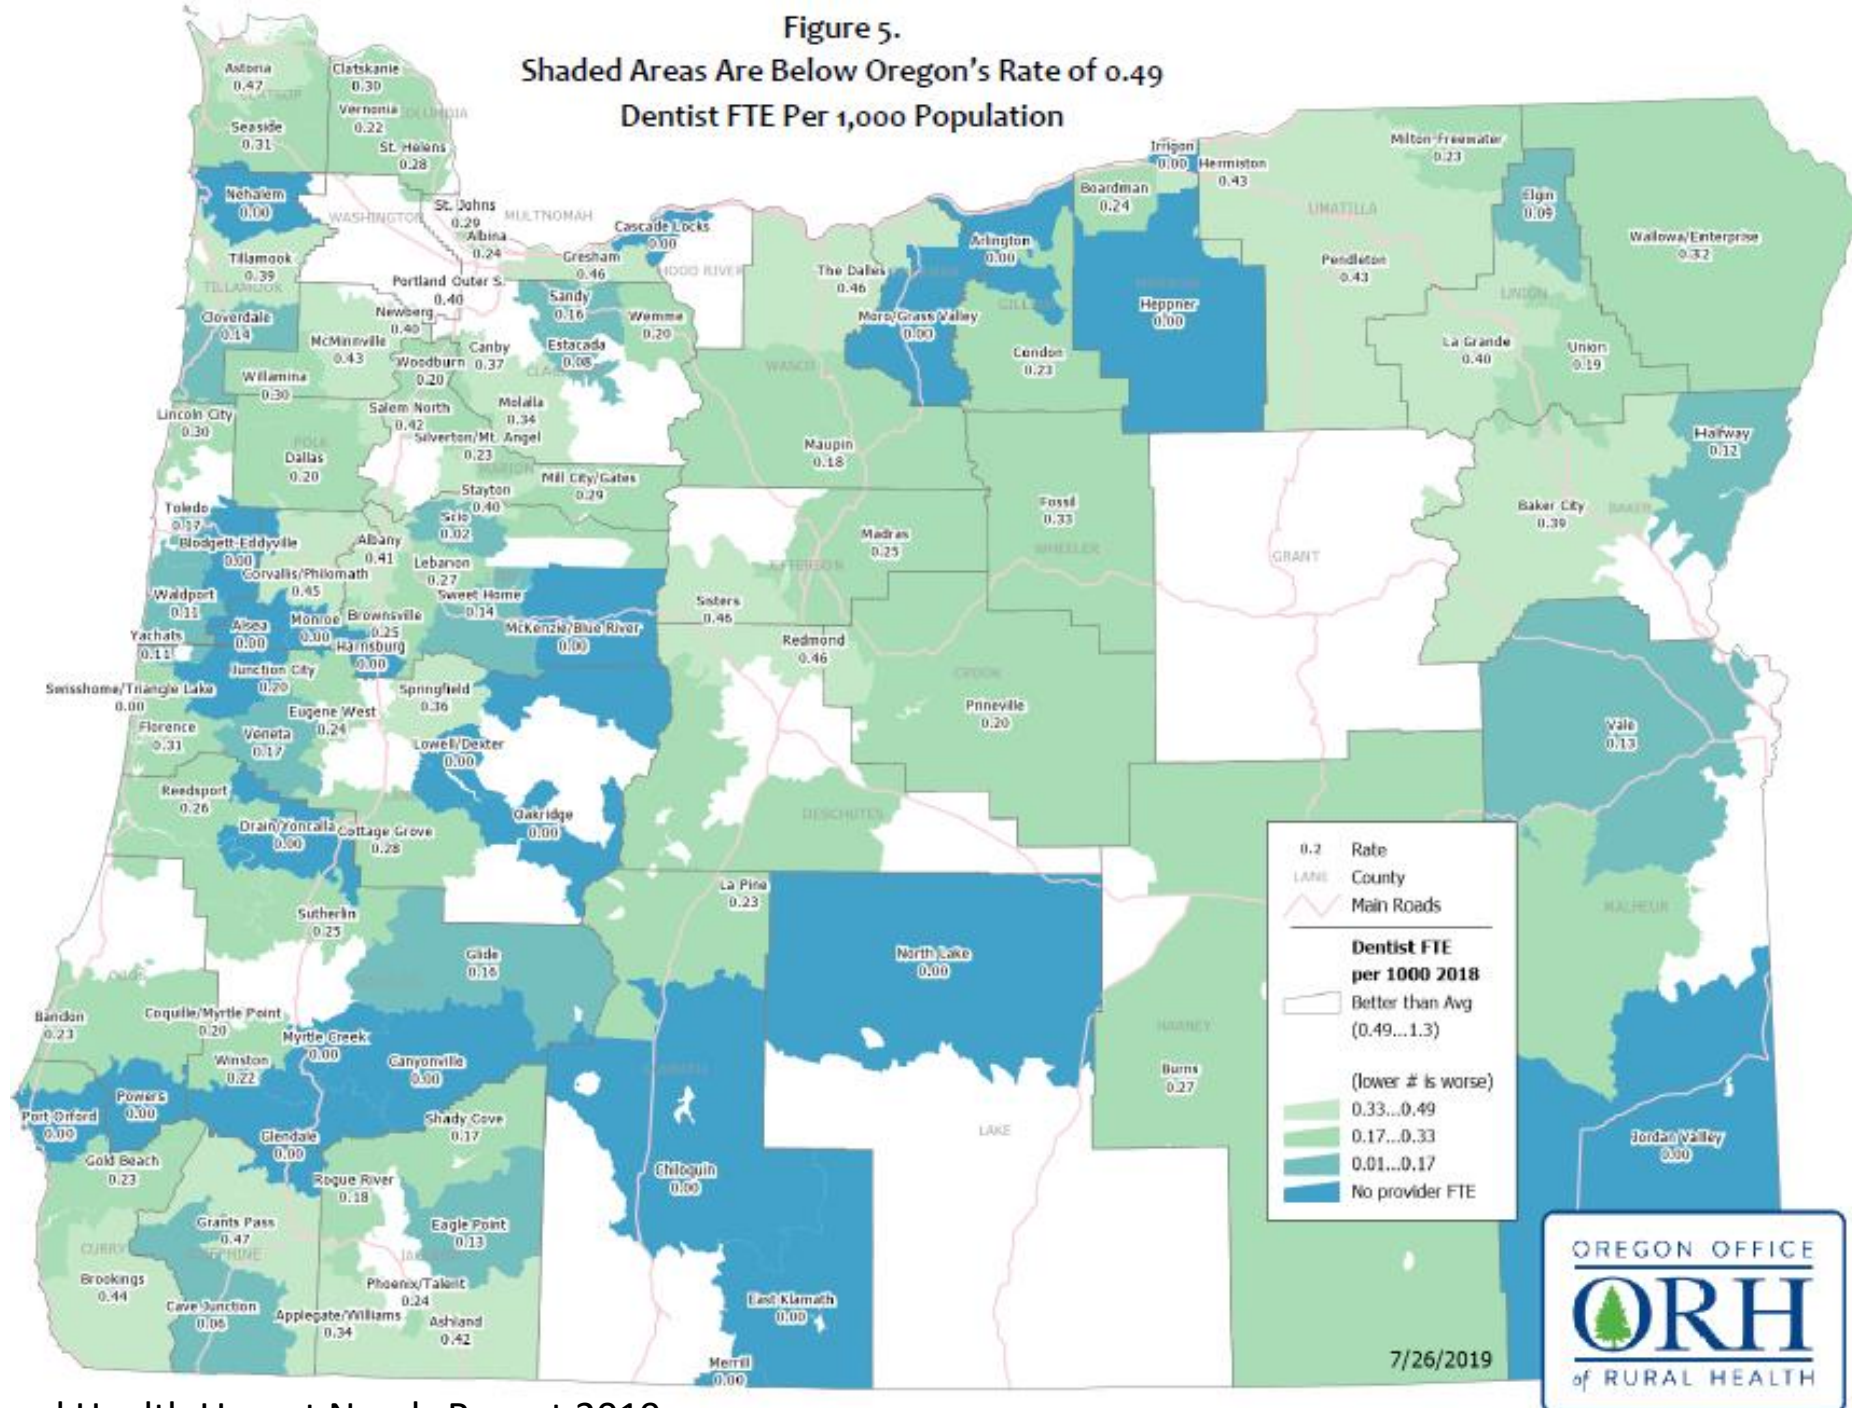 Figure 5.
Shaded Areas Are Below Oregon's Rate of 0.49
Dentist FTE Per 1,000 Population
Astoria
0.47
CLATSOP
Clatskanie
0.30
Vernonia
0.22
COLUMBIA
Seaside
0.31
St. Helens
0.28
Irrigon
0.00
Hermiston
0.43
Milton-Freewater
0.23
Nehalem
0.00
WASHINGTON
St. Johns
0.29
MULTNOMAH
Albina
0.24
Cascade Locks
0.00
Boardman
0.24
UMATILLA
Elgin
0.09
Wallowa/Enterprise
0.32
Tillamook
0.39
TILLAMOOK
Portland Outer S.
0.40
Gresham
0.46
HOOD RIVER
The Dalles
0.46
Arlington
0.00
Pendleton
0.43
Cloverdale
0.14
Newberg
0.40
Sandy
0.16
Wemme
0.20
Moro/Grass Valley
0.00
Heppner
0.00
UNION
McMinnville
0.43
Woodburn
0.20
Canby
0.37
Estacada
0.08
Condon
0.23
La Grande
0.40
Union
0.19
Willamina
0.30
WASCO
Lincoln City
0.30
Salem North
0.42
Molalla
0.34
Silverton/Mt. Angel
0.23
POLK
Dallas
0.20
MARION
Maupin
0.18
Halfway
0.12
Mill City/Gates
0.29
Stayton
0.40
Toledo
0.17
Scio
0.02
Fossil
0.33
Baker City
0.39
BAKER
Blodgett-Eddyville
0.00
Albany
0.41
Madras
0.25
WHEELER
GRANT
JEFFERSON
Corvallis/Philomath
0.45
Lebanon
0.27
Waldport
0.11
Sweet Home
0.14
Sisters
0.46
Alsea
0.00
Monroe
0.00
Brownsville
0.25
McKenzie/Blue River
0.00
Yachats
0.11
Harrisburg
0.00
Redmond
0.46
Junction City
0.20
CROOK
Swisshome/Triangle Lake
0.00
Springfield
0.36
Prineville
0.20
Florence
0.31
Veneta
0.17
Eugene West
0.24
Vale
0.13
Lowell/Dexter
0.00
Reedsport
0.26
Drain/Yoncalla
0.00
Cottage Grove
0.28
Oakridge
0.00
DESCHUTES
La Pine
0.23
MALHEUR
Sutherlin
0.25
Glide
0.16
North Lake
0.00
COOS
Bandon
0.23
Coquille/Myrtle Point
0.20
Myrtle Creek
0.00
HARNEY
Winston
0.22
Canyonville
0.00
Burns
0.27
Port Orford
0.00
Powers
0.00
Shady Cove
0.17
LAKE
Glendale
0.00
Jordan Valley
0.00
Gold Beach
0.23
Rogue River
0.18
Chiloquin
0.00
Grants Pass
0.47
Eagle Point
0.13
CURRY
Brookings
0.44
Phoenix/Talent
0.24
Cave Junction
0.06
Applegate/Williams
0.34
Ashland
0.42
East Klamath
0.00
Merrill
0.00
0.2 Rate
LANE County
Main Roads
Dentist FTE
per 1000 2018
Better than Avg
(0.49...1.3)
(lower # is worse)
0.33...0.49
0.17...0.33
0.01...0.17
No provider FTE
7/26/2019
OREGON OFFICE
ORH
of RURAL HEALTH